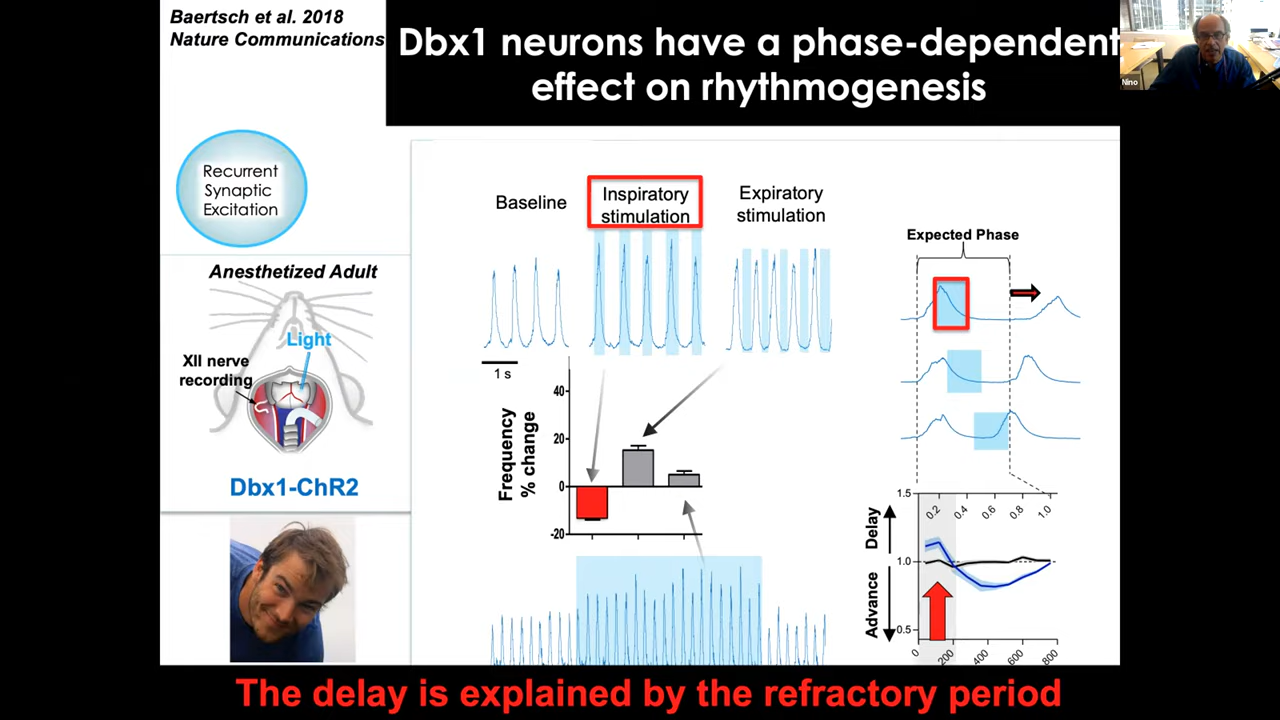 Baertsch et al. 2018
Nature Communications
Dbx1 neurons have a phase-dependent
effect on rhythmogenesis
Nino
Recurrent
Synaptic
Excitation
Anesthetized Adult
Light
XII nerve
recording
Dbx1-ChR2
Baseline
Inspiratory
stimulation
Expiratory
stimulation
1 s
Frequency
% change
40
20
0
-20
Expected Phase
Delay
Advance
1.5
1.0
0.5
0.2
0.4
0.6
0.8
1.0
0
200
400
600
800
The delay is explained by the refractory period